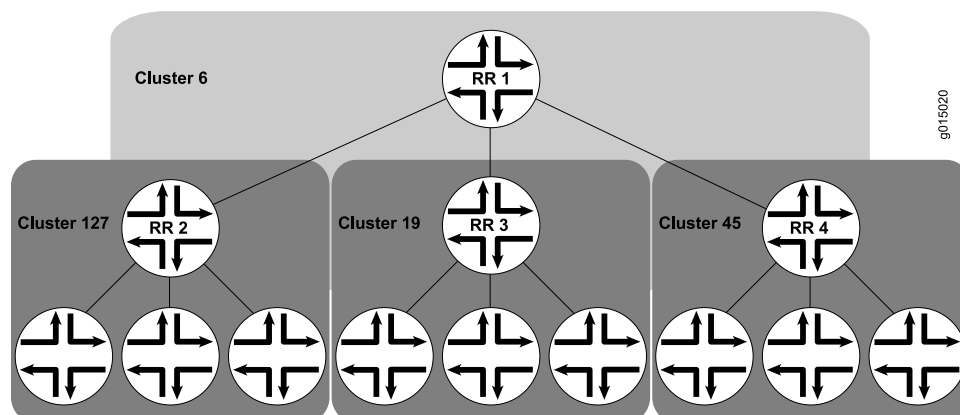 Cluster 6
RR 1
g015020
Cluster 127
RR 2
Cluster 19
RR 3
Cluster 45
RR 4